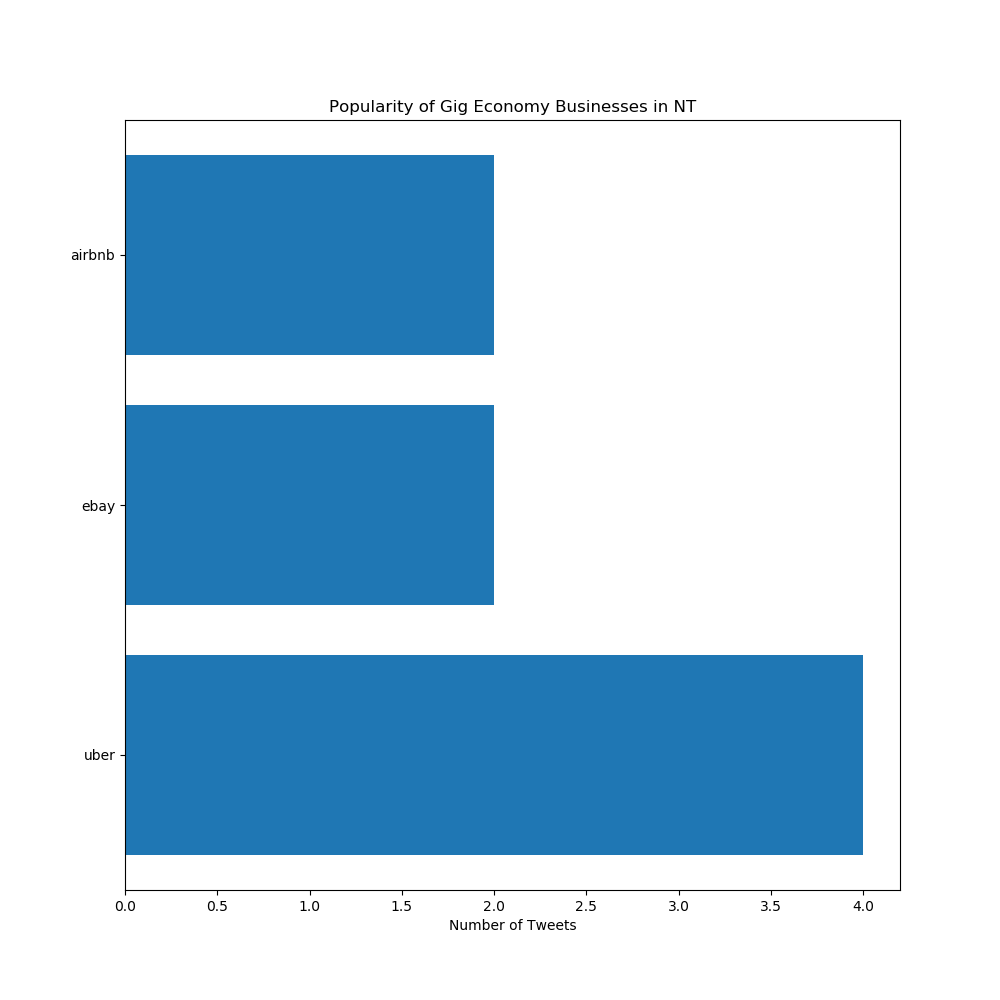 Popularity of Gig Economy Businesses in NT
airbnb
ebay
uber
0.0 0.5 1.0 1.5 2.0 2.5 3.0 3.5 4.0
Number of Tweets